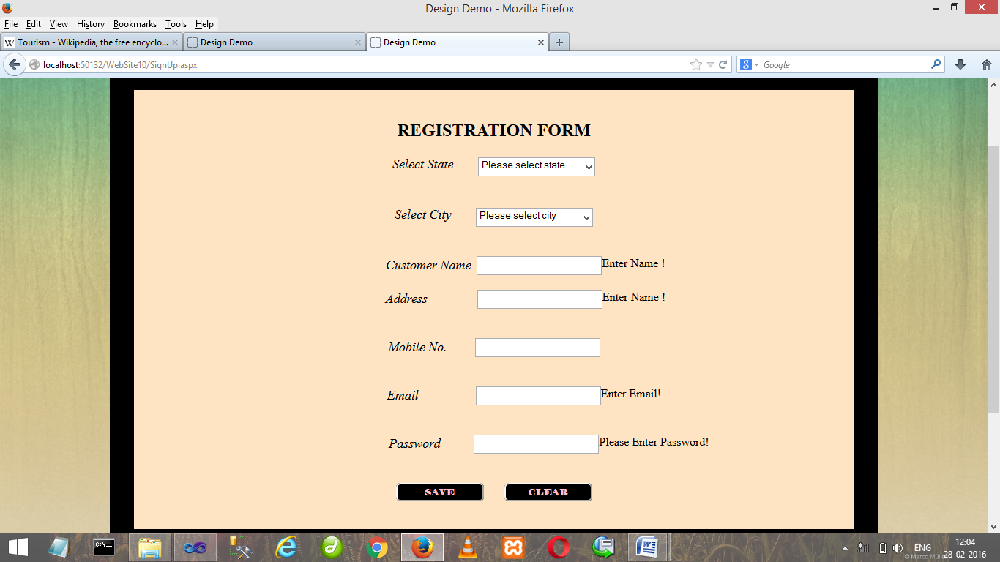 Design Demo - Mozilla Firefox
File Edit View History Bookmarks Tools Help
W Tourism - Wikipedia, the free encyclo... Design Demo Design Demo
localhost:50132/WebSite10/SignUp.aspx 8 Google
REGISTRATION FORM
Select State Please select state
Select City Please select city
Customer Name Enter Name !
Address Enter Name !
Mobile No.
Email Enter Email!
Password Please Enter Password!
SAVE CLEAR
C:\_
ENG 12:04
28-02-2016